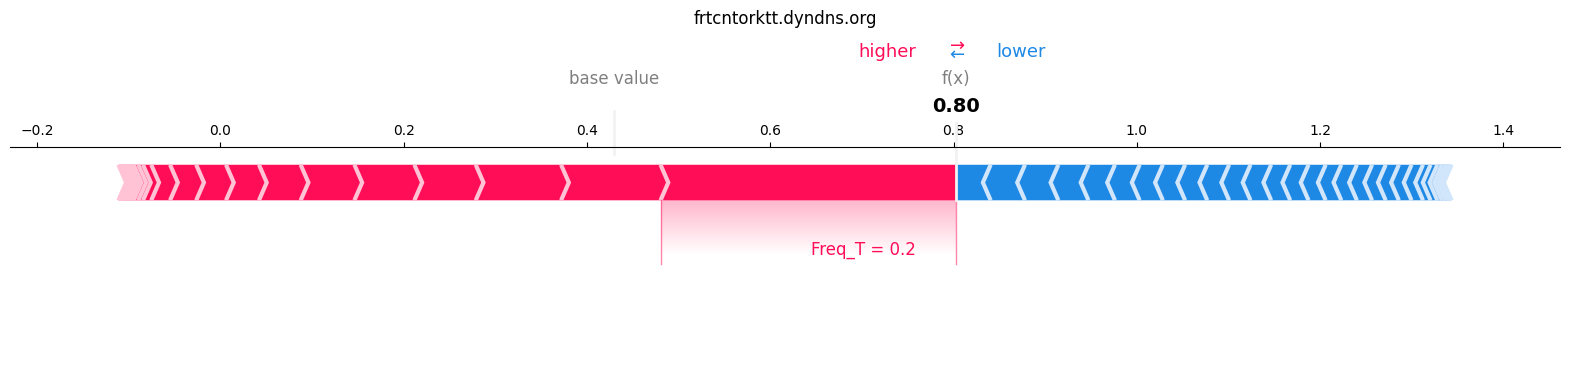 frtcntorktt.dyndns.org
higher ⇄ lower
base value f(x)
0.80
−0.2 0.0 0.2 0.4 0.6 0.8 1.0 1.2 1.4
Freq_T = 0.2